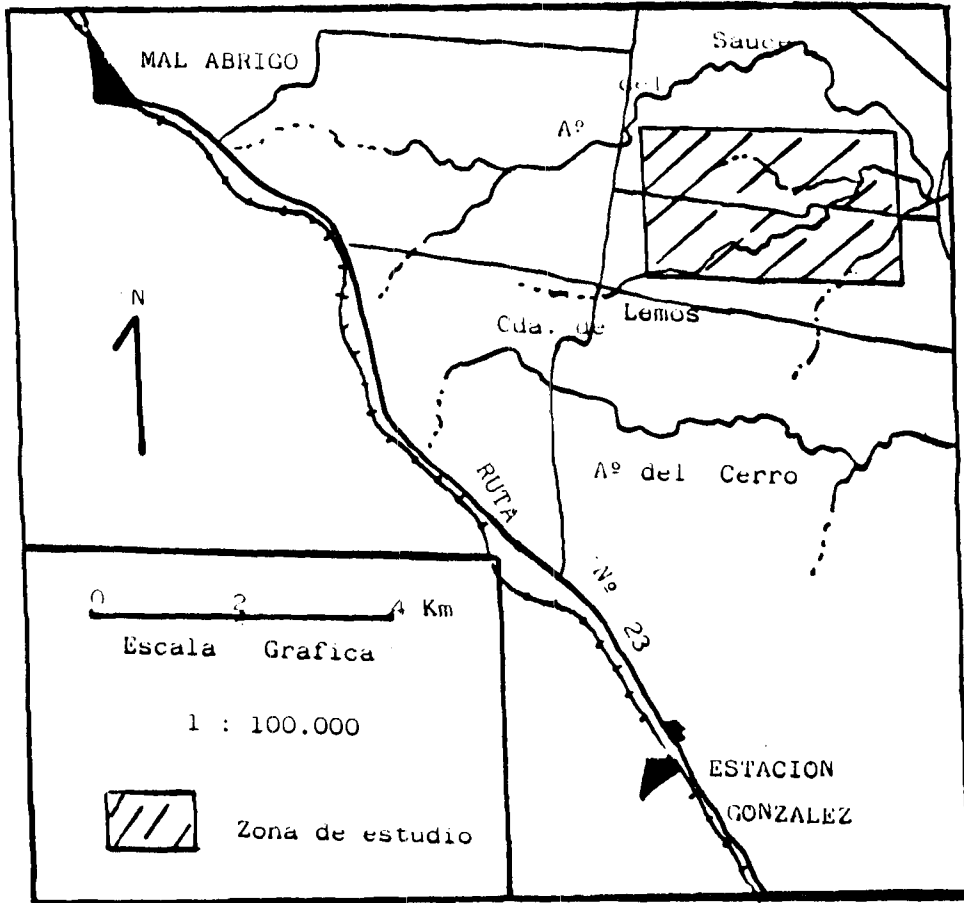 MAL ABRIGO
Sauce
del
Aº
N
Cda. de Lemos
Aº del Cerro
RUTA Nº 23
0 2 4 Km
Escala Grafica
1 : 100.000
Zona de estudio
ESTACION
GONZALEZ